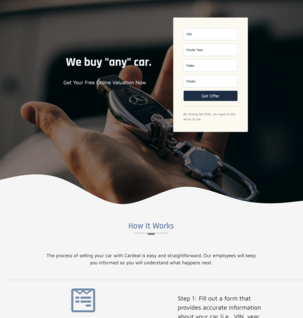 We buy "any" car.
Get Your Free Online Valuation Now
VIN
Model Year
Make
Model
Get Offer
By clicking Get Offer, you agree to the
terms of use.
How It Works
The process of selling your car with Cardeal is easy and straightforward. Our employees will keep
you informed so you will understand what happens next.
Step 1: Fill out a form that
provides accurate information
about your car (i.e., VIN, year,